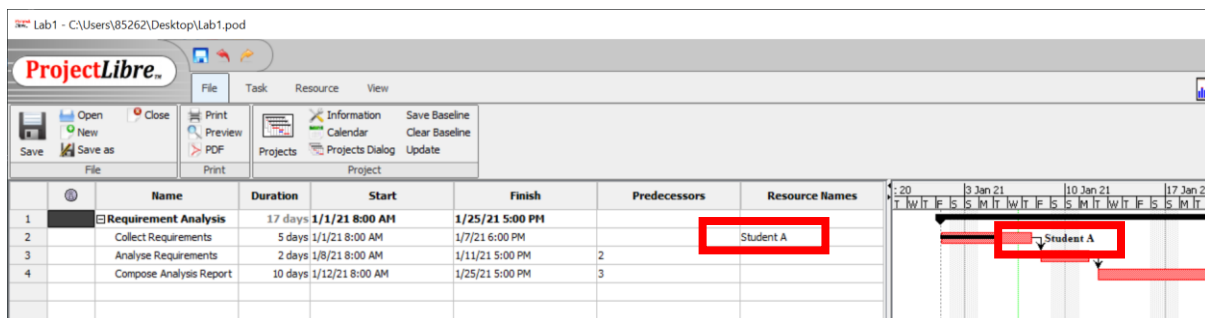 Lab1 - C:\Users\85262\Desktop\Lab1.pod
ProjectLibre
File Task Resource View
Save
Open
New
Save as
Close
File
Print
Preview
PDF
Print
Projects
Information
Calendar
Projects Dialog
Save Baseline
Clear Baseline
Update
Project
Name Duration Start Finish Predecessors Resource Names
: 20 3 Jan 21 10 Jan 21 17 Jan 2
T W T F S S M T W T F S S M T W T F S S M T
1 Requirement Analysis 17 days 1/1/21 8:00 AM 1/25/21 5:00 PM
2 Collect Requirements 5 days 1/1/21 8:00 AM 1/7/21 6:00 PM Student A
3 Analyse Requirements 2 days 1/8/21 8:00 AM 1/11/21 5:00 PM 2
4 Compose Analysis Report 10 days 1/12/21 8:00 AM 1/25/21 5:00 PM 3
Student A